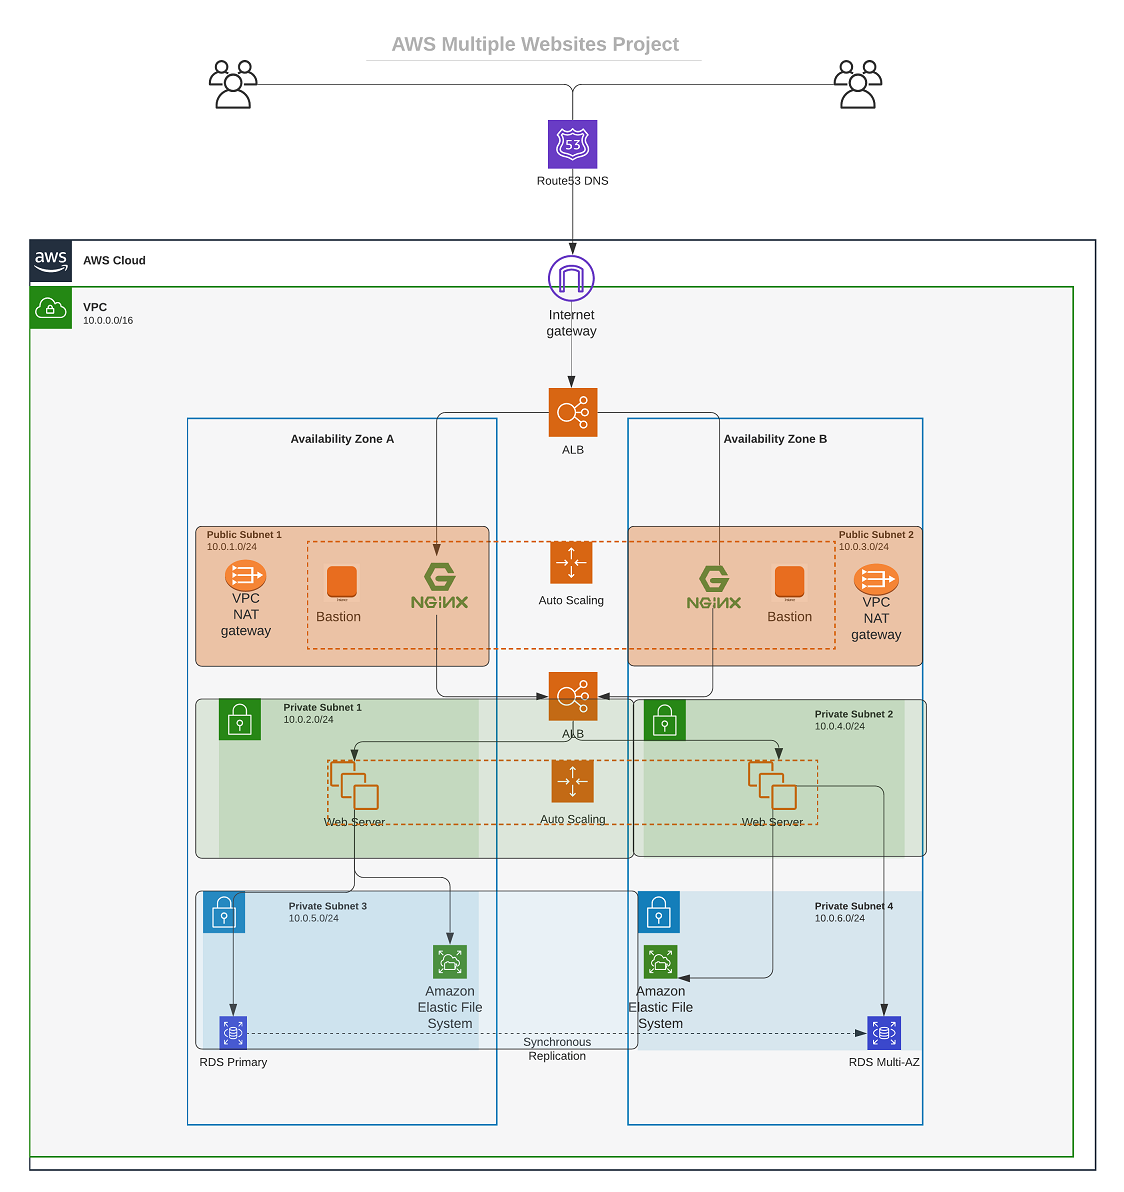 AWS Multiple Websites Project
53
Route53 DNS
aws
AWS Cloud
VPC
10.0.0.0/16
Internet
gateway
ALB
Availability Zone A
Availability Zone B
Public Subnet 1
10.0.1.0/24
Public Subnet 2
10.0.3.0/24
VPC
NAT
gateway
Bastion
NGiNX
Auto Scaling
NGiNX
Bastion
VPC
NAT
gateway
ALB
Private Subnet 1
10.0.2.0/24
Private Subnet 2
10.0.4.0/24
Web Server
Auto Scaling
Web Server
Private Subnet 3
10.0.5.0/24
Private Subnet 4
10.0.6.0/24
Amazon
Elastic File
System
Amazon
Elastic File
System
Synchronous
Replication
RDS Primary
RDS Multi-AZ